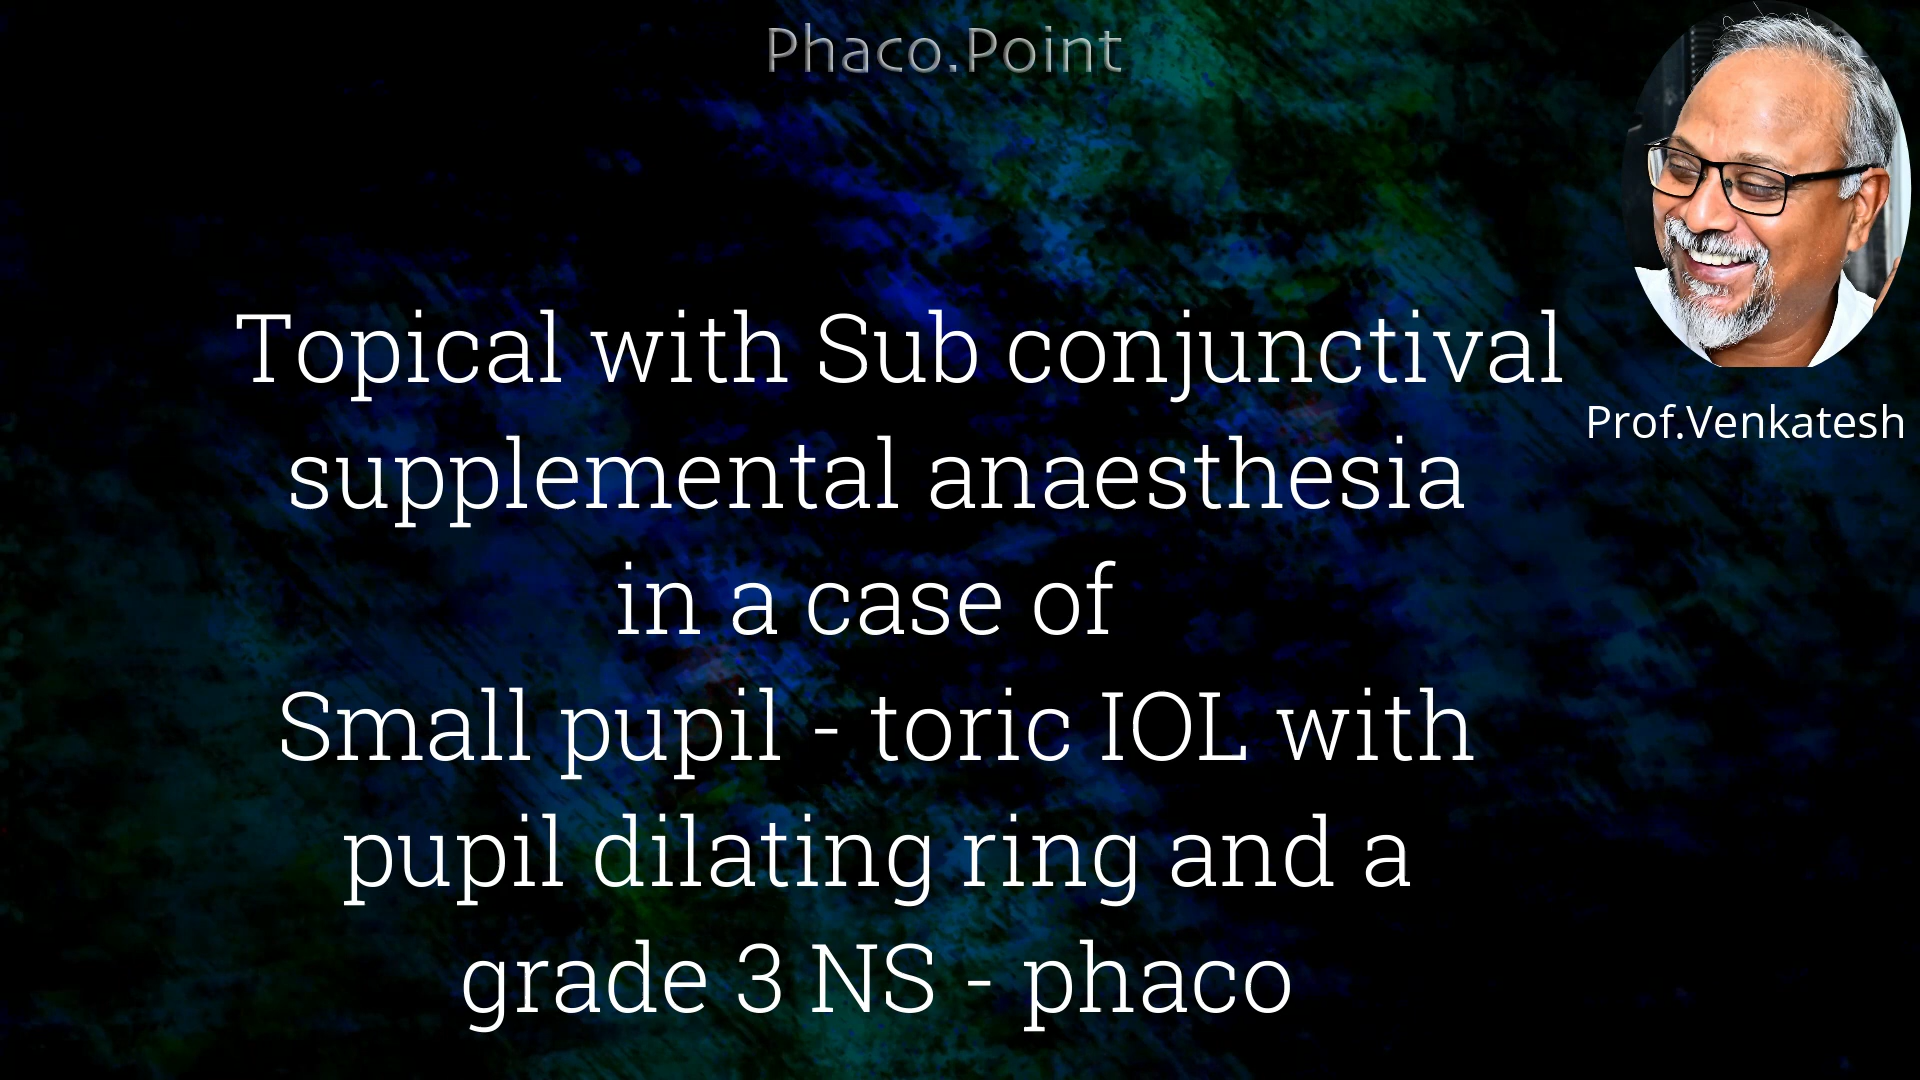 Phaco.Point
Topical with Sub conjunctival
Prof.Venkatesh
supplemental anaesthesia
in a case of
Small pupil - toric IOL with
pupil dilating ring and a
grade 3 NS - phaco